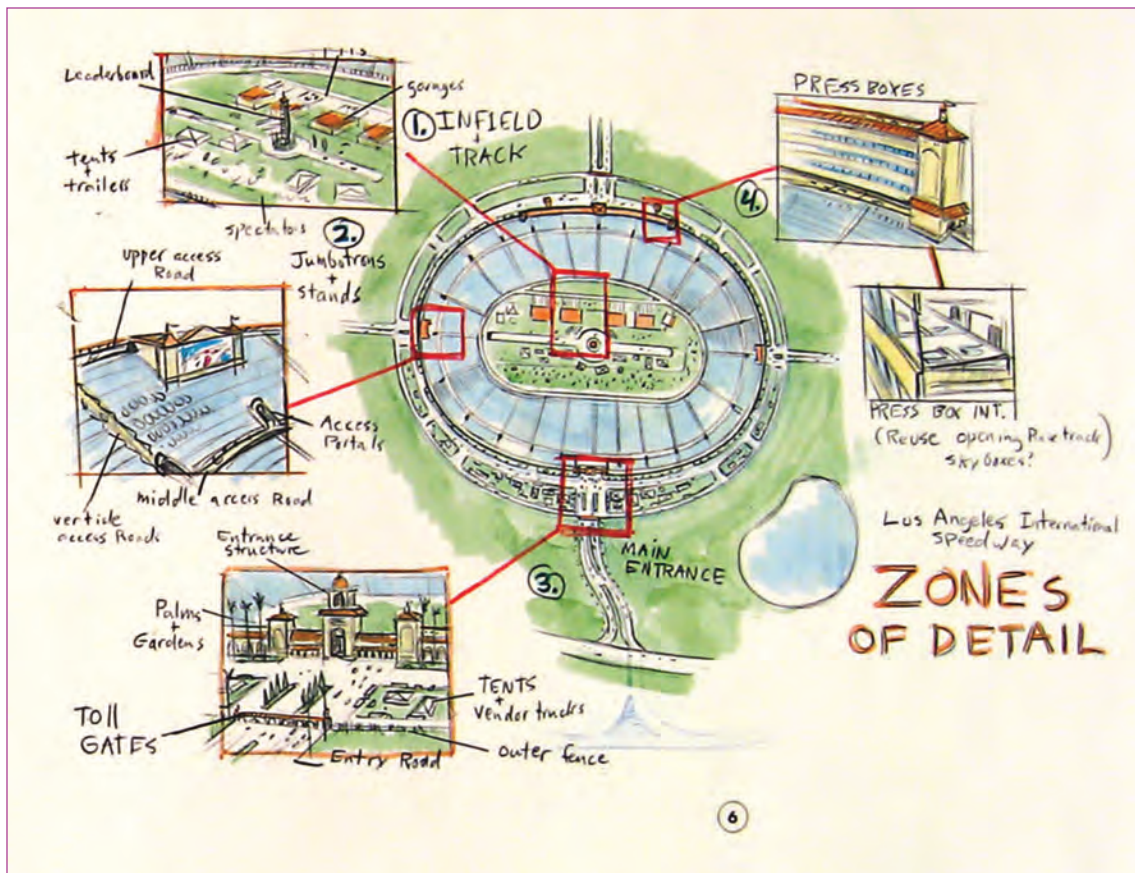 Leaderboard
garages
tents
+
trailers
spectators
1. INFIELD
+
TRACK
PRESS BOXES
4.
2.
Jumbotrons
+
Stands
upper access
Road
Access
Portals
middle access Road
verticle
access Roads
PRESS BOX INT.
(Reuse opening Racetrack)
sky boxes?
Los Angeles International
Speedway
ZONES
OF DETAIL
3.
MAIN
ENTRANCE
Entrance
structure
Palms
+
Gardens
TOLL
GATES
TENTS
+
Vendor trucks
outer fence
Entry Road
6